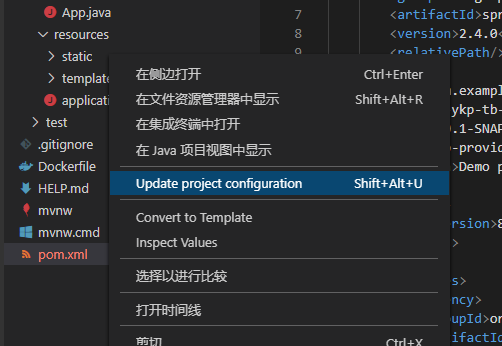 App.java
resources
static
template
applicati
test
.gitignore
Dockerfile
HELP.md
mvnw
mvnw.cmd
pom.xml
在侧边打开 Ctrl+Enter
在文件资源管理器中显示 Shift+Alt+R
在集成终端中打开
在 Java 项目视图中显示
Update project configuration Shift+Alt+U
Convert to Template
Inspect Values
选择以进行比较
打开时间线
剪切 Ctrl+X
7 <artifactId>spr
8 <version>2.4.0<
9 <relativePath/>
.example
ykp-tb-
.1-SNAP
-provid
>Demo p
ersion>8
>
s>
ncy>
oupId>or
tifactId